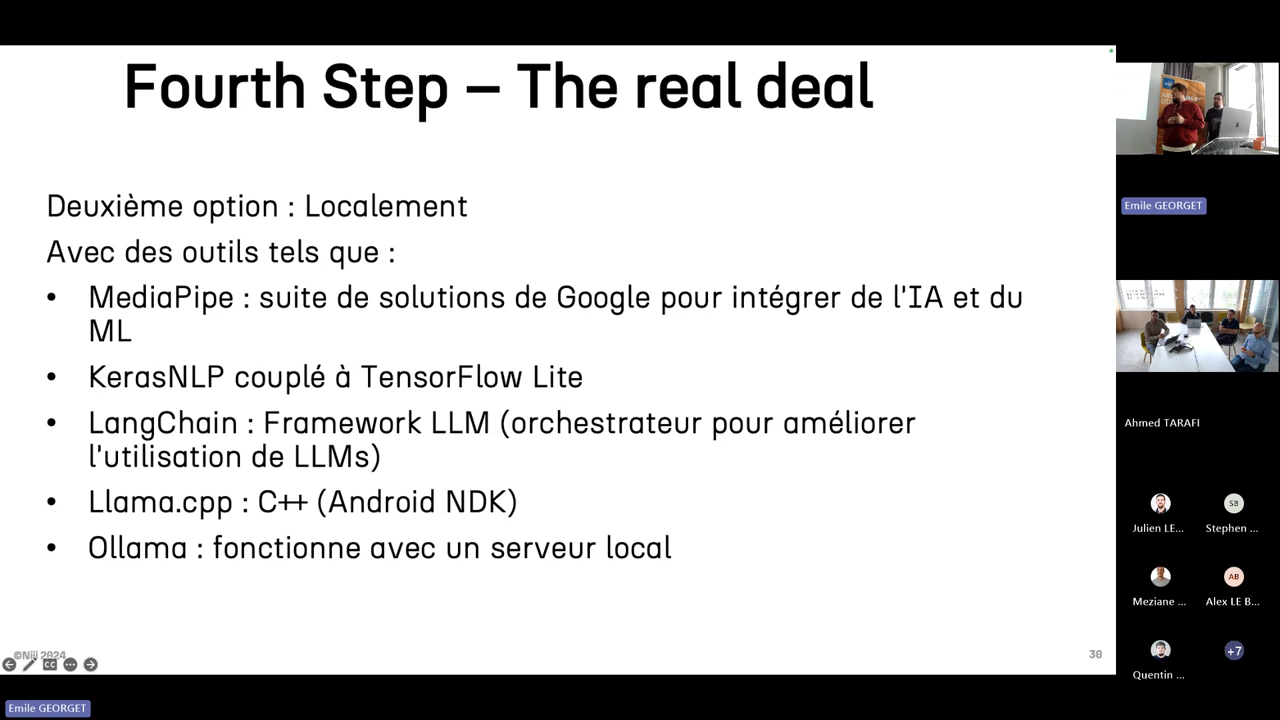 Fourth Step – The real deal
Deuxième option : Localement
Avec des outils tels que :
• MediaPipe : suite de solutions de Google pour intégrer de l'IA et du
ML
• KerasNLP couplé à TensorFlow Lite
• LangChain : Framework LLM (orchestrateur pour améliorer
l'utilisation de LLMs)
• Llama.cpp : C++ (Android NDK)
• Ollama : fonctionne avec un serveur local
©Niji 2024
30
Emile GEORGET
Emile GEORGET
Ahmed TARAFI
SB
Julien LE...
Stephen ...
AB
Meziane ...
Alex LE B...
+7
Quentin ...
CC